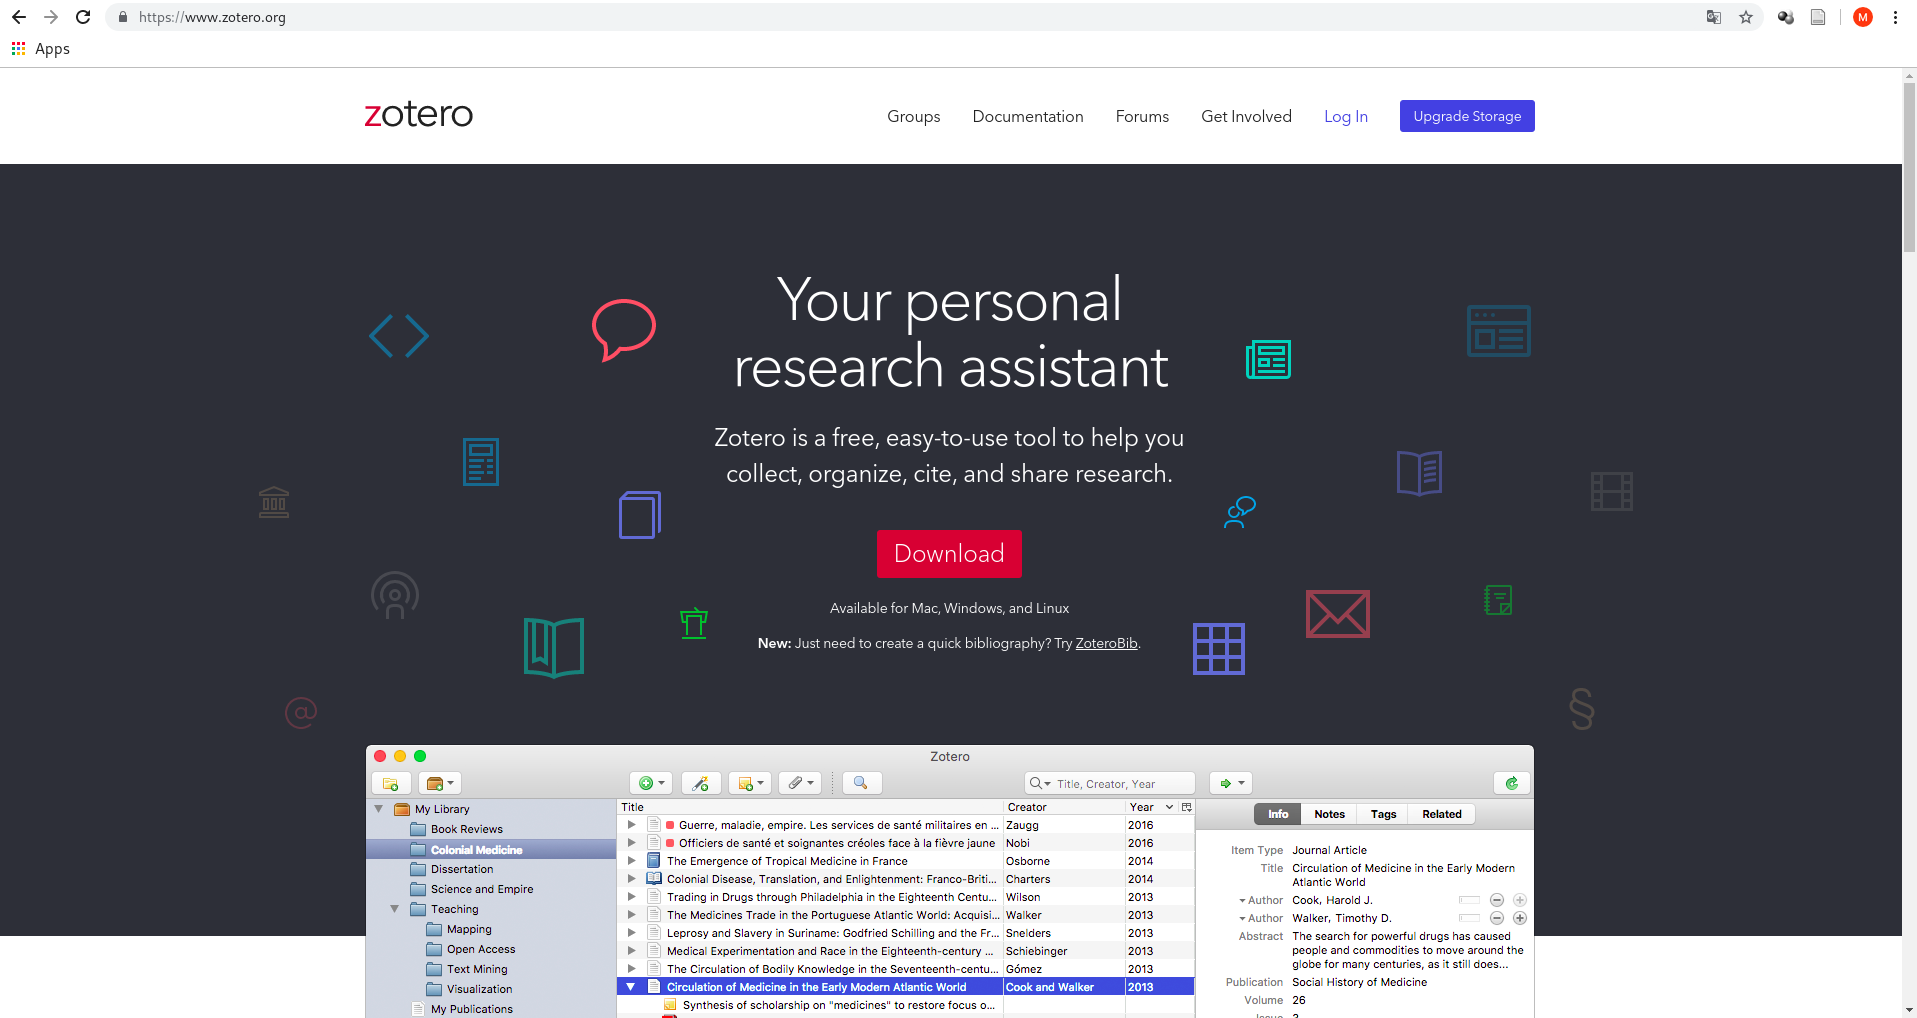 https://www.zotero.org
M
Apps
zotero
Groups
Documentation
Forums
Get Involved
Log In
Upgrade Storage
Your personal
research assistant
Zotero is a free, easy-to-use tool to help you
collect, organize, cite, and share research.
Download
Available for Mac, Windows, and Linux
New: Just need to create a quick bibliography? Try ZoteroBib.
Zotero
Title, Creator, Year
My Library
Book Reviews
Colonial Medicine
Dissertation
Science and Empire
Teaching
Mapping
Open Access
Text Mining
Visualization
My Publications
Title Creator Year
Guerre, maladie, empire. Les services de santé militaires en ... Zaugg 2016
Officiers de santé et soignantes créoles face à la fièvre jaune Nobi 2016
The Emergence of Tropical Medicine in France Osborne 2014
Colonial Disease, Translation, and Enlightenment: Franco-Briti... Charters 2014
Trading in Drugs through Philadelphia in the Eighteenth Centu... Wilson 2013
The Medicines Trade in the Portuguese Atlantic World: Acquisi... Walker 2013
Leprosy and Slavery in Suriname: Godfried Schilling and the Fr... Snelders 2013
Medical Experimentation and Race in the Eighteenth-century ... Schiebinger 2013
The Circulation of Bodily Knowledge in the Seventeenth-centu... Gómez 2013
Circulation of Medicine in the Early Modern Atlantic World Cook and Walker 2013
Synthesis of scholarship on "medicines" to restore focus o...
Info Notes Tags Related
Item Type Journal Article
Title Circulation of Medicine in the Early Modern
Atlantic World
Author Cook, Harold J.
Author Walker, Timothy D.
Abstract The search for powerful drugs has caused
people and commodities to move around the
globe for many centuries, as it still does...
Publication Social History of Medicine
Volume 26